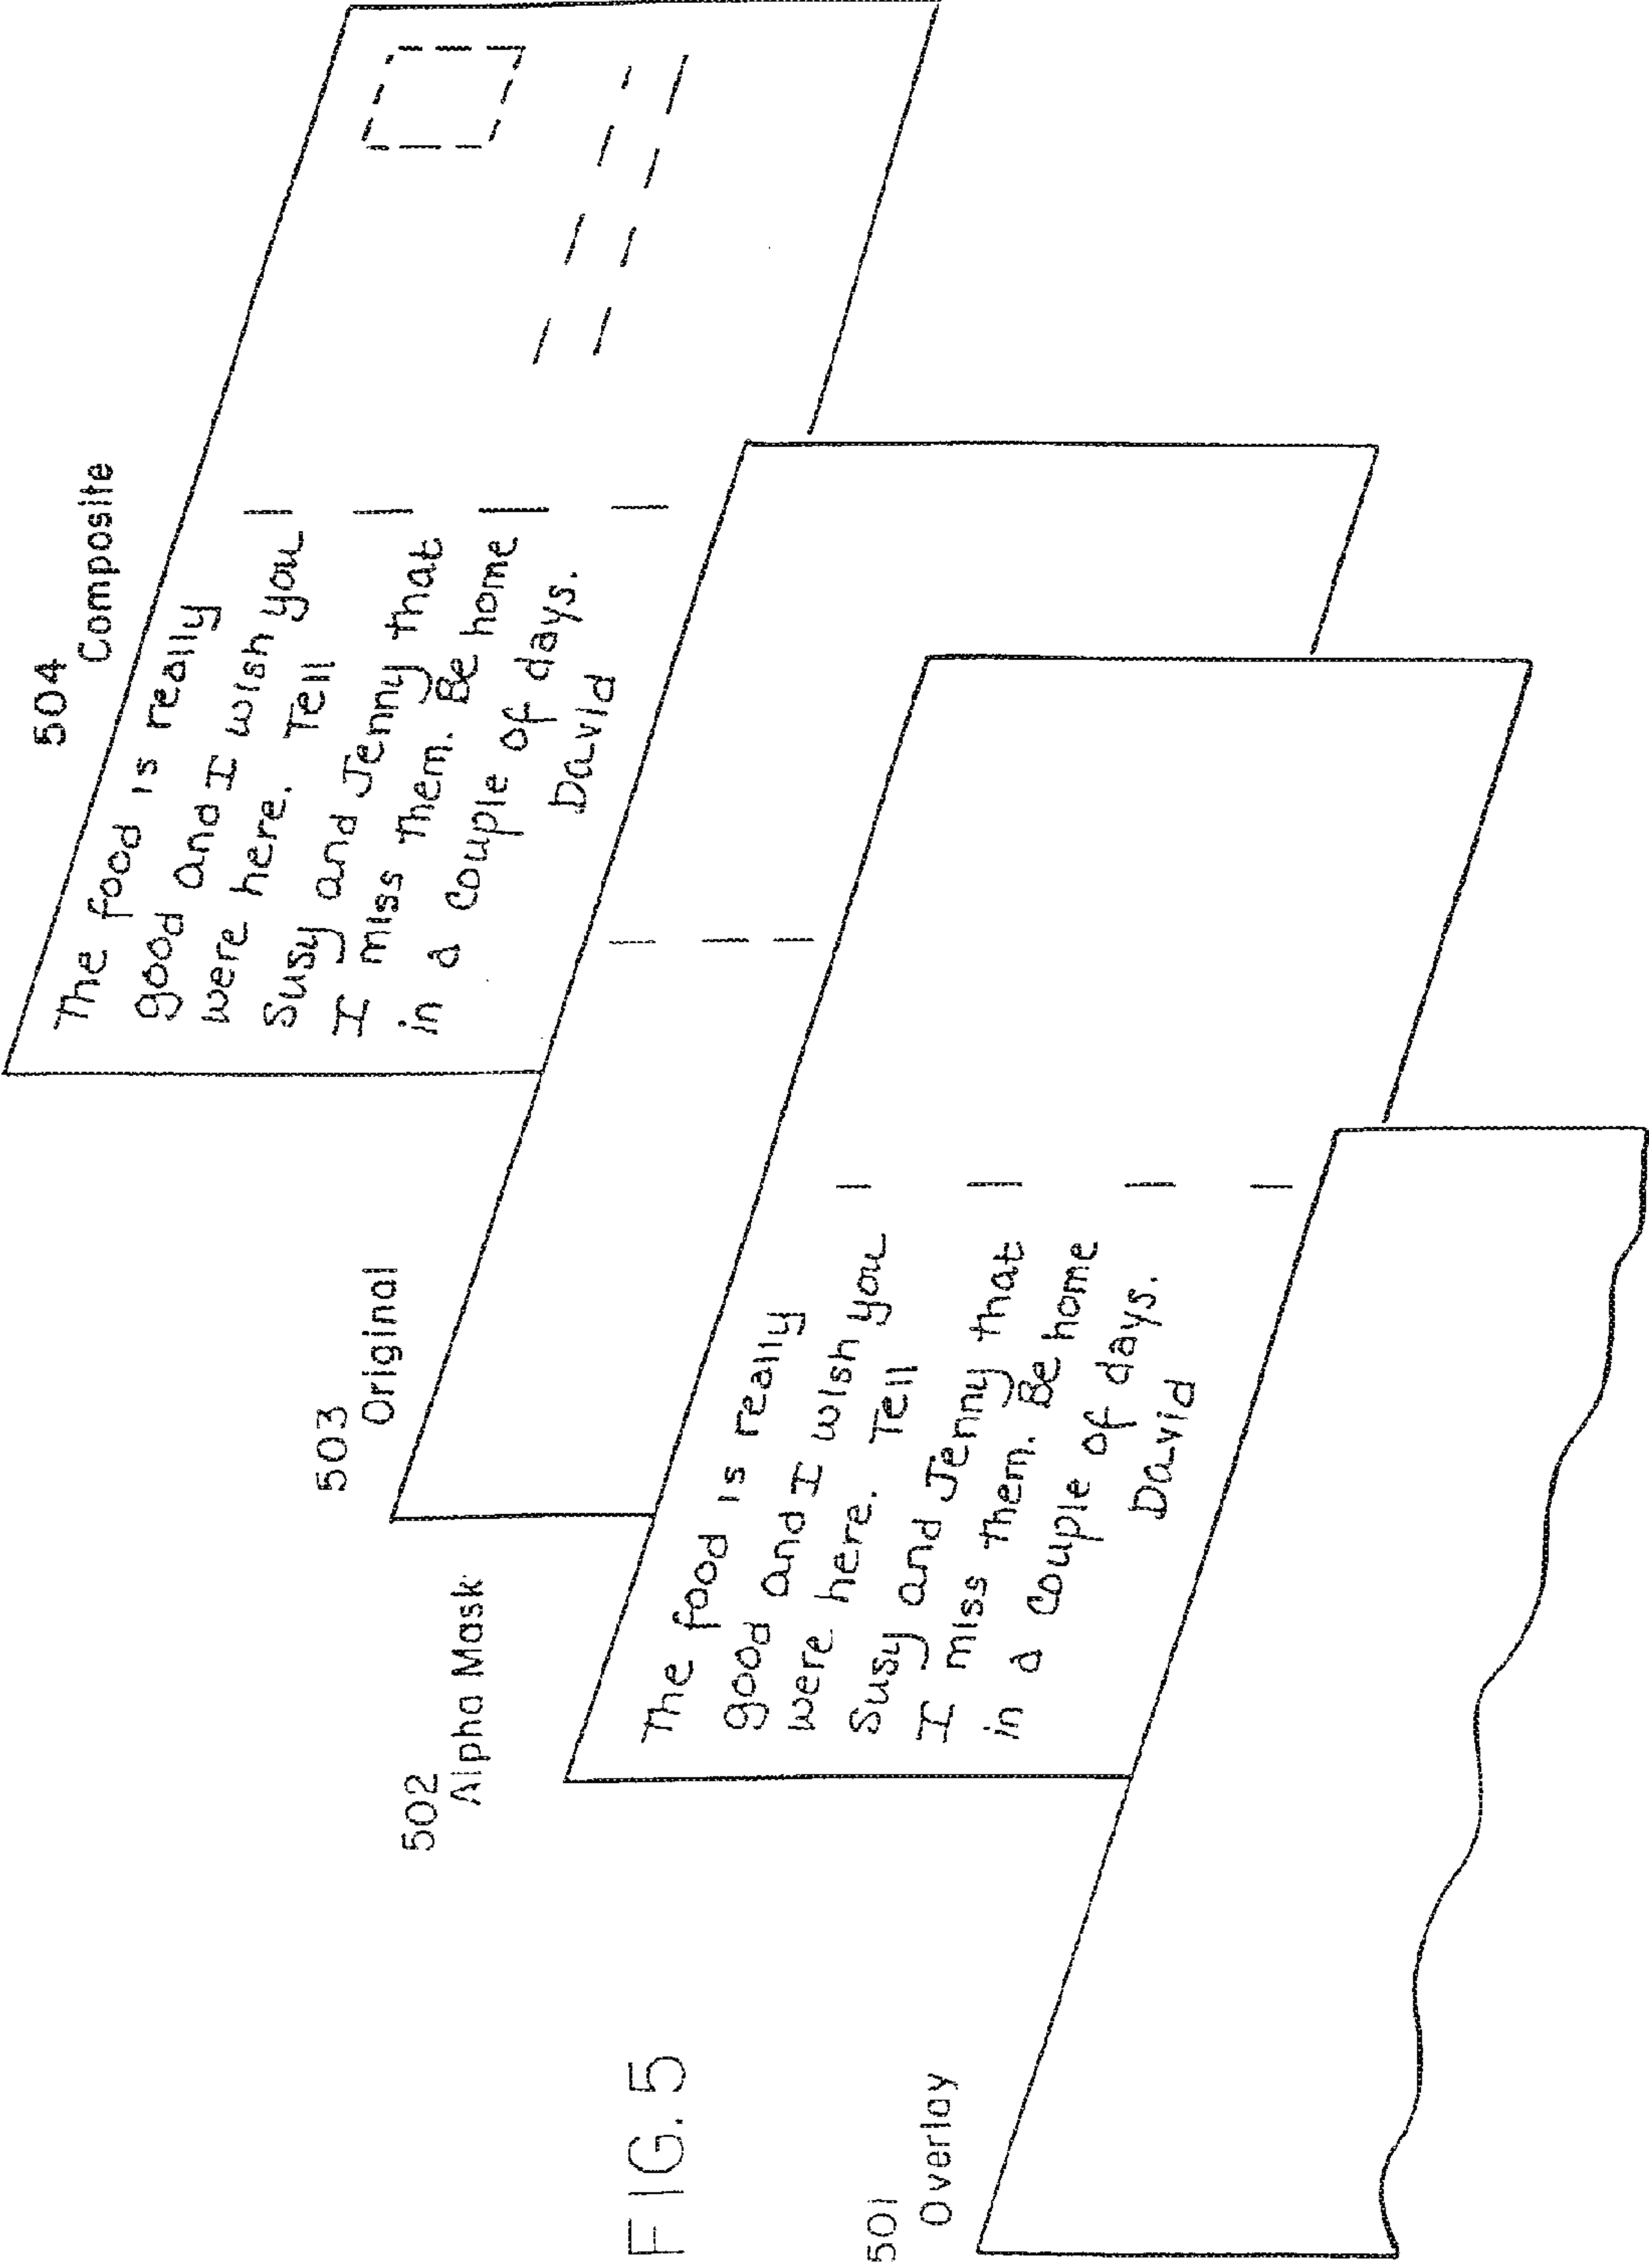 504
Composite
The food is really
good and I wish you
were here. Tell
Susy and Jenny that
I miss them. Be home
in a couple of days.
David
503
Original
502
Alpha Mask
The food is really
good and I wish you
were here. Tell
Susy and Jenny that
I miss them. Be home
in a couple of days.
David
FIG. 5
501
Overlay